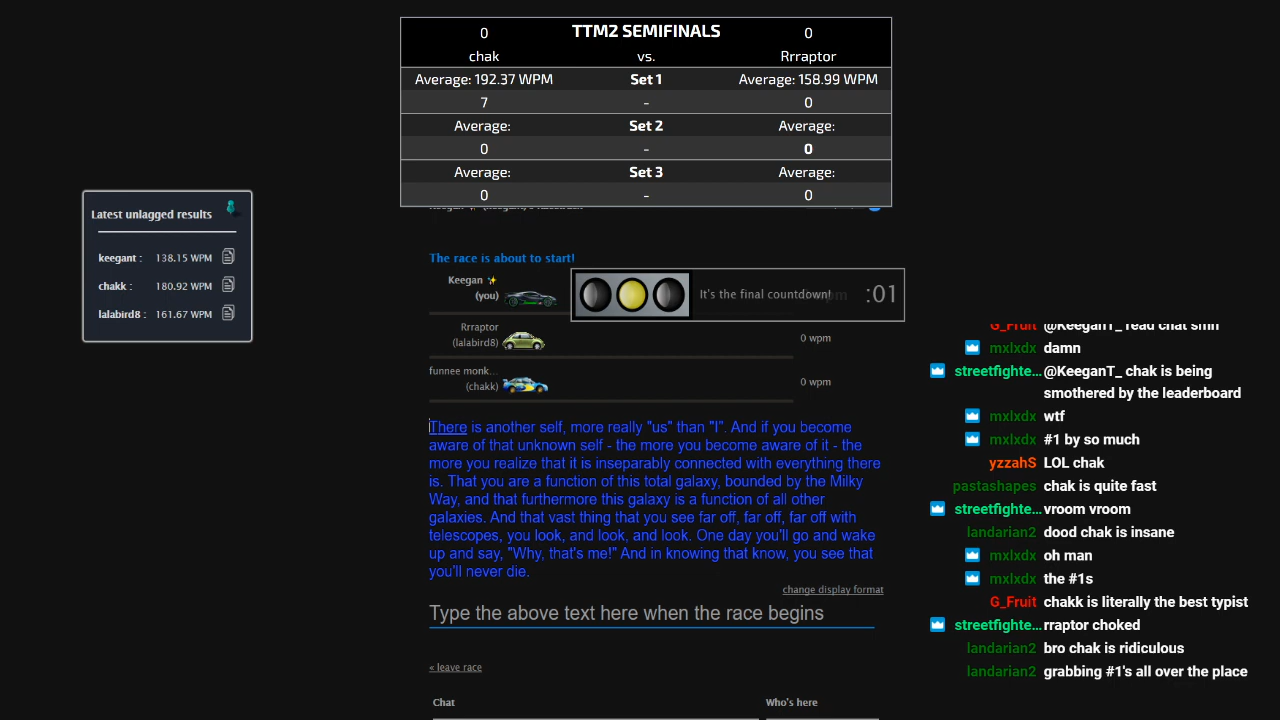 0 TTM2 SEMIFINALS 0
chak vs. Rrraptor
Average: 192.37 WPM Set 1 Average: 158.99 WPM
7 - 0
Average: Set 2 Average:
0 - 0
Average: Set 3 Average:
0 - 0
Latest unlagged results
keegant : 138.15 WPM
chakk : 180.92 WPM
lalabird8 : 161.67 WPM
The race is about to start!
Keegan ✨
(you)
It's the final countdown! :01
Rrraptor
(lalabird8)
0 wpm
funnee monk...
(chakk)
0 wpm
There is another self, more really "us" than "I". And if you become
aware of that unknown self - the more you become aware of it - the
more you realize that it is inseparably connected with everything there
is. That you are a function of this total galaxy, bounded by the Milky
Way, and that furthermore this galaxy is a function of all other
galaxies. And that vast thing that you see far off, far off, far off with
telescopes, you look, and look, and look. One day you'll go and wake
up and say, "Why, that's me!" And in knowing that know, you see that
you'll never die.
change display format
Type the above text here when the race begins
« leave race
Chat Who's here
G_Fruit @KeeganT_ read chat smh
mxlxdx damn
streetfighte... @KeeganT_ chak is being
smothered by the leaderboard
mxlxdx wtf
mxlxdx #1 by so much
yzzahS LOL chak
pastashapes chak is quite fast
streetfighte... vroom vroom
landarian2 dood chak is insane
mxlxdx oh man
mxlxdx the #1s
G_Fruit chakk is literally the best typist
streetfighte... rraptor choked
landarian2 bro chak is ridiculous
landarian2 grabbing #1's all over the place